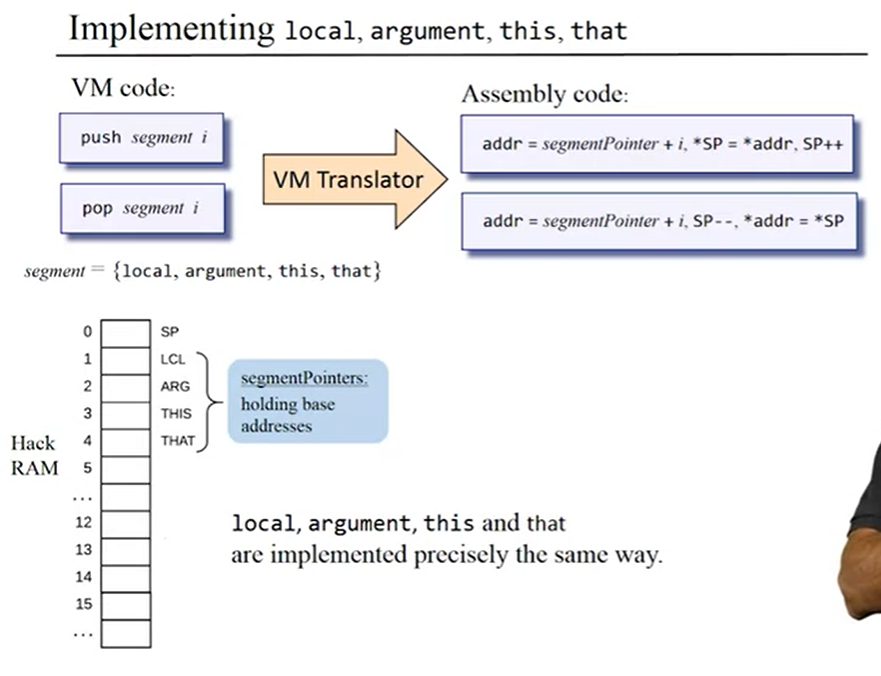 Implementing local, argument, this, that
VM code:
push segment i
pop segment i
segment = {local, argument, this, that}
VM Translator
Assembly code:
addr = segmentPointer + i, *SP = *addr, SP++
addr = segmentPointer + i, SP--, *addr = *SP
Hack
RAM
0 SP
1 LCL
2 ARG
3 THIS
4 THAT
5
...
12
13
14
15
...
segmentPointers:
holding base
addresses
local, argument, this and that
are implemented precisely the same way.